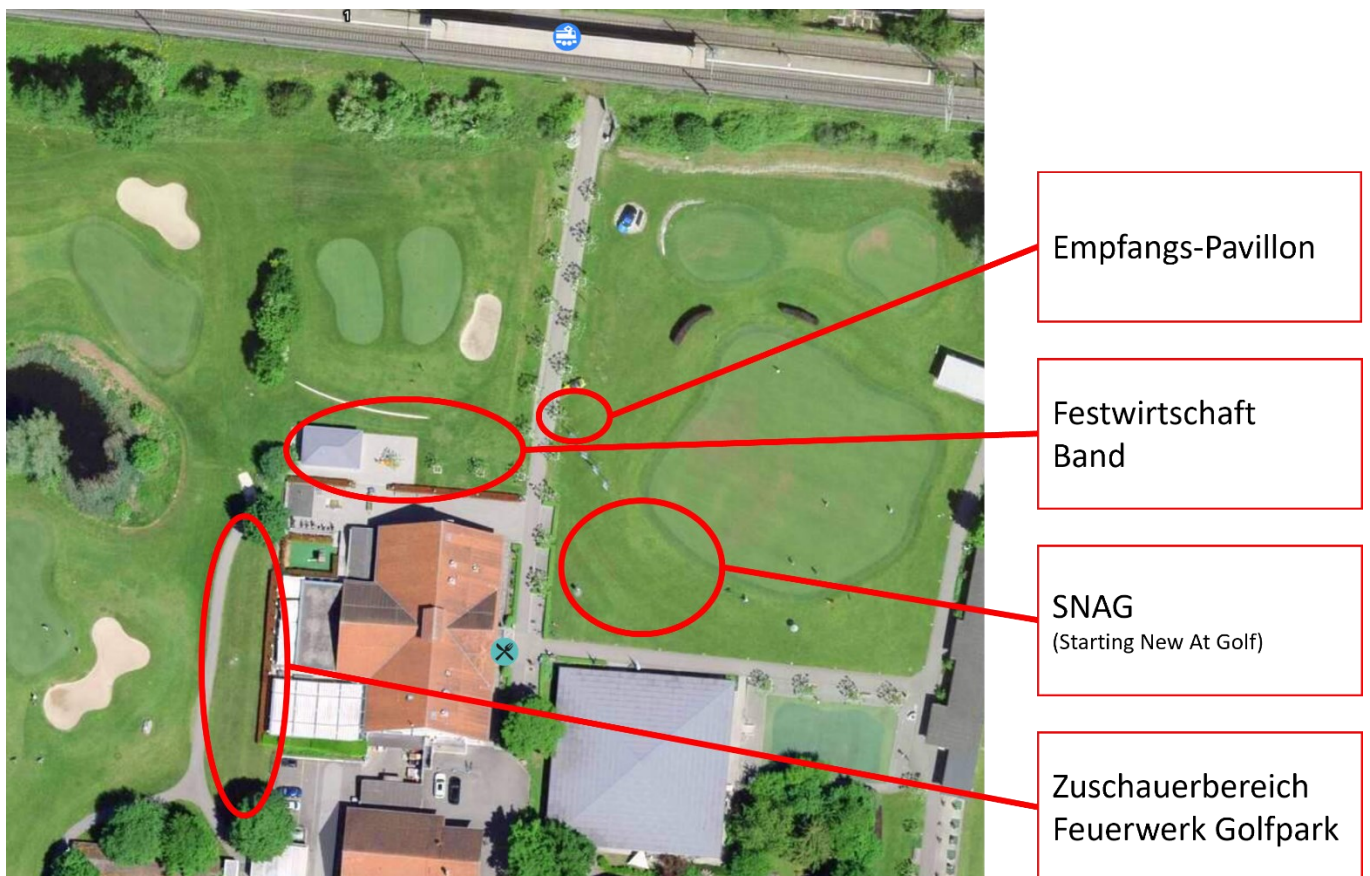 1
Empfangs-Pavillon
Festwirtschaft
Band
SNAG
(Starting New At Golf)
Zuschauerbereich
Feuerwerk Golfpark